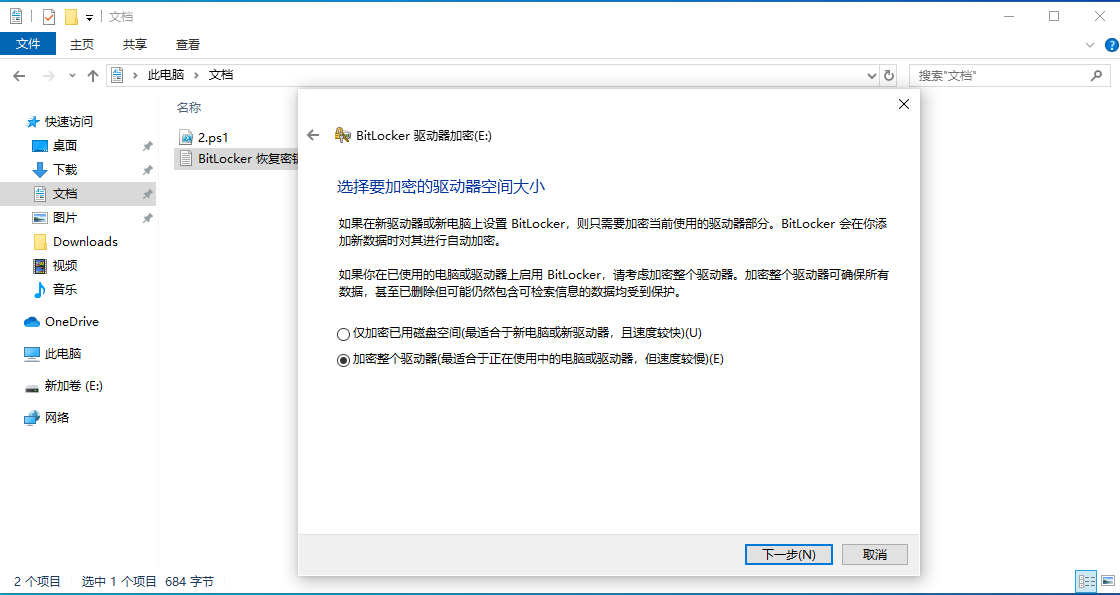 文档
文件 主页 共享 查看
此电脑 文档 搜索"文档"
快速访问
桌面
下载
文档
图片
Downloads
视频
音乐
OneDrive
此电脑
新加卷 (E:)
网络
名称
2.ps1
BitLocker 恢复密
BitLocker 驱动器加密(E:)
选择要加密的驱动器空间大小
如果在新驱动器或新电脑上设置 BitLocker，则只需要加密当前使用的驱动器部分。BitLocker 会在你添
加新数据时对其进行自动加密。
如果你在已使用的电脑或驱动器上启用 BitLocker，请考虑加密整个驱动器。加密整个驱动器可确保所有
数据，甚至已删除但可能仍然包含可检索信息的数据均受到保护。
仅加密已用磁盘空间(最适合于新电脑或新驱动器，且速度较快)(U)
加密整个驱动器(最适合于正在使用中的电脑或驱动器，但速度较慢)(E)
下一步(N) 取消
2 个项目 选中 1 个项目 684 字节